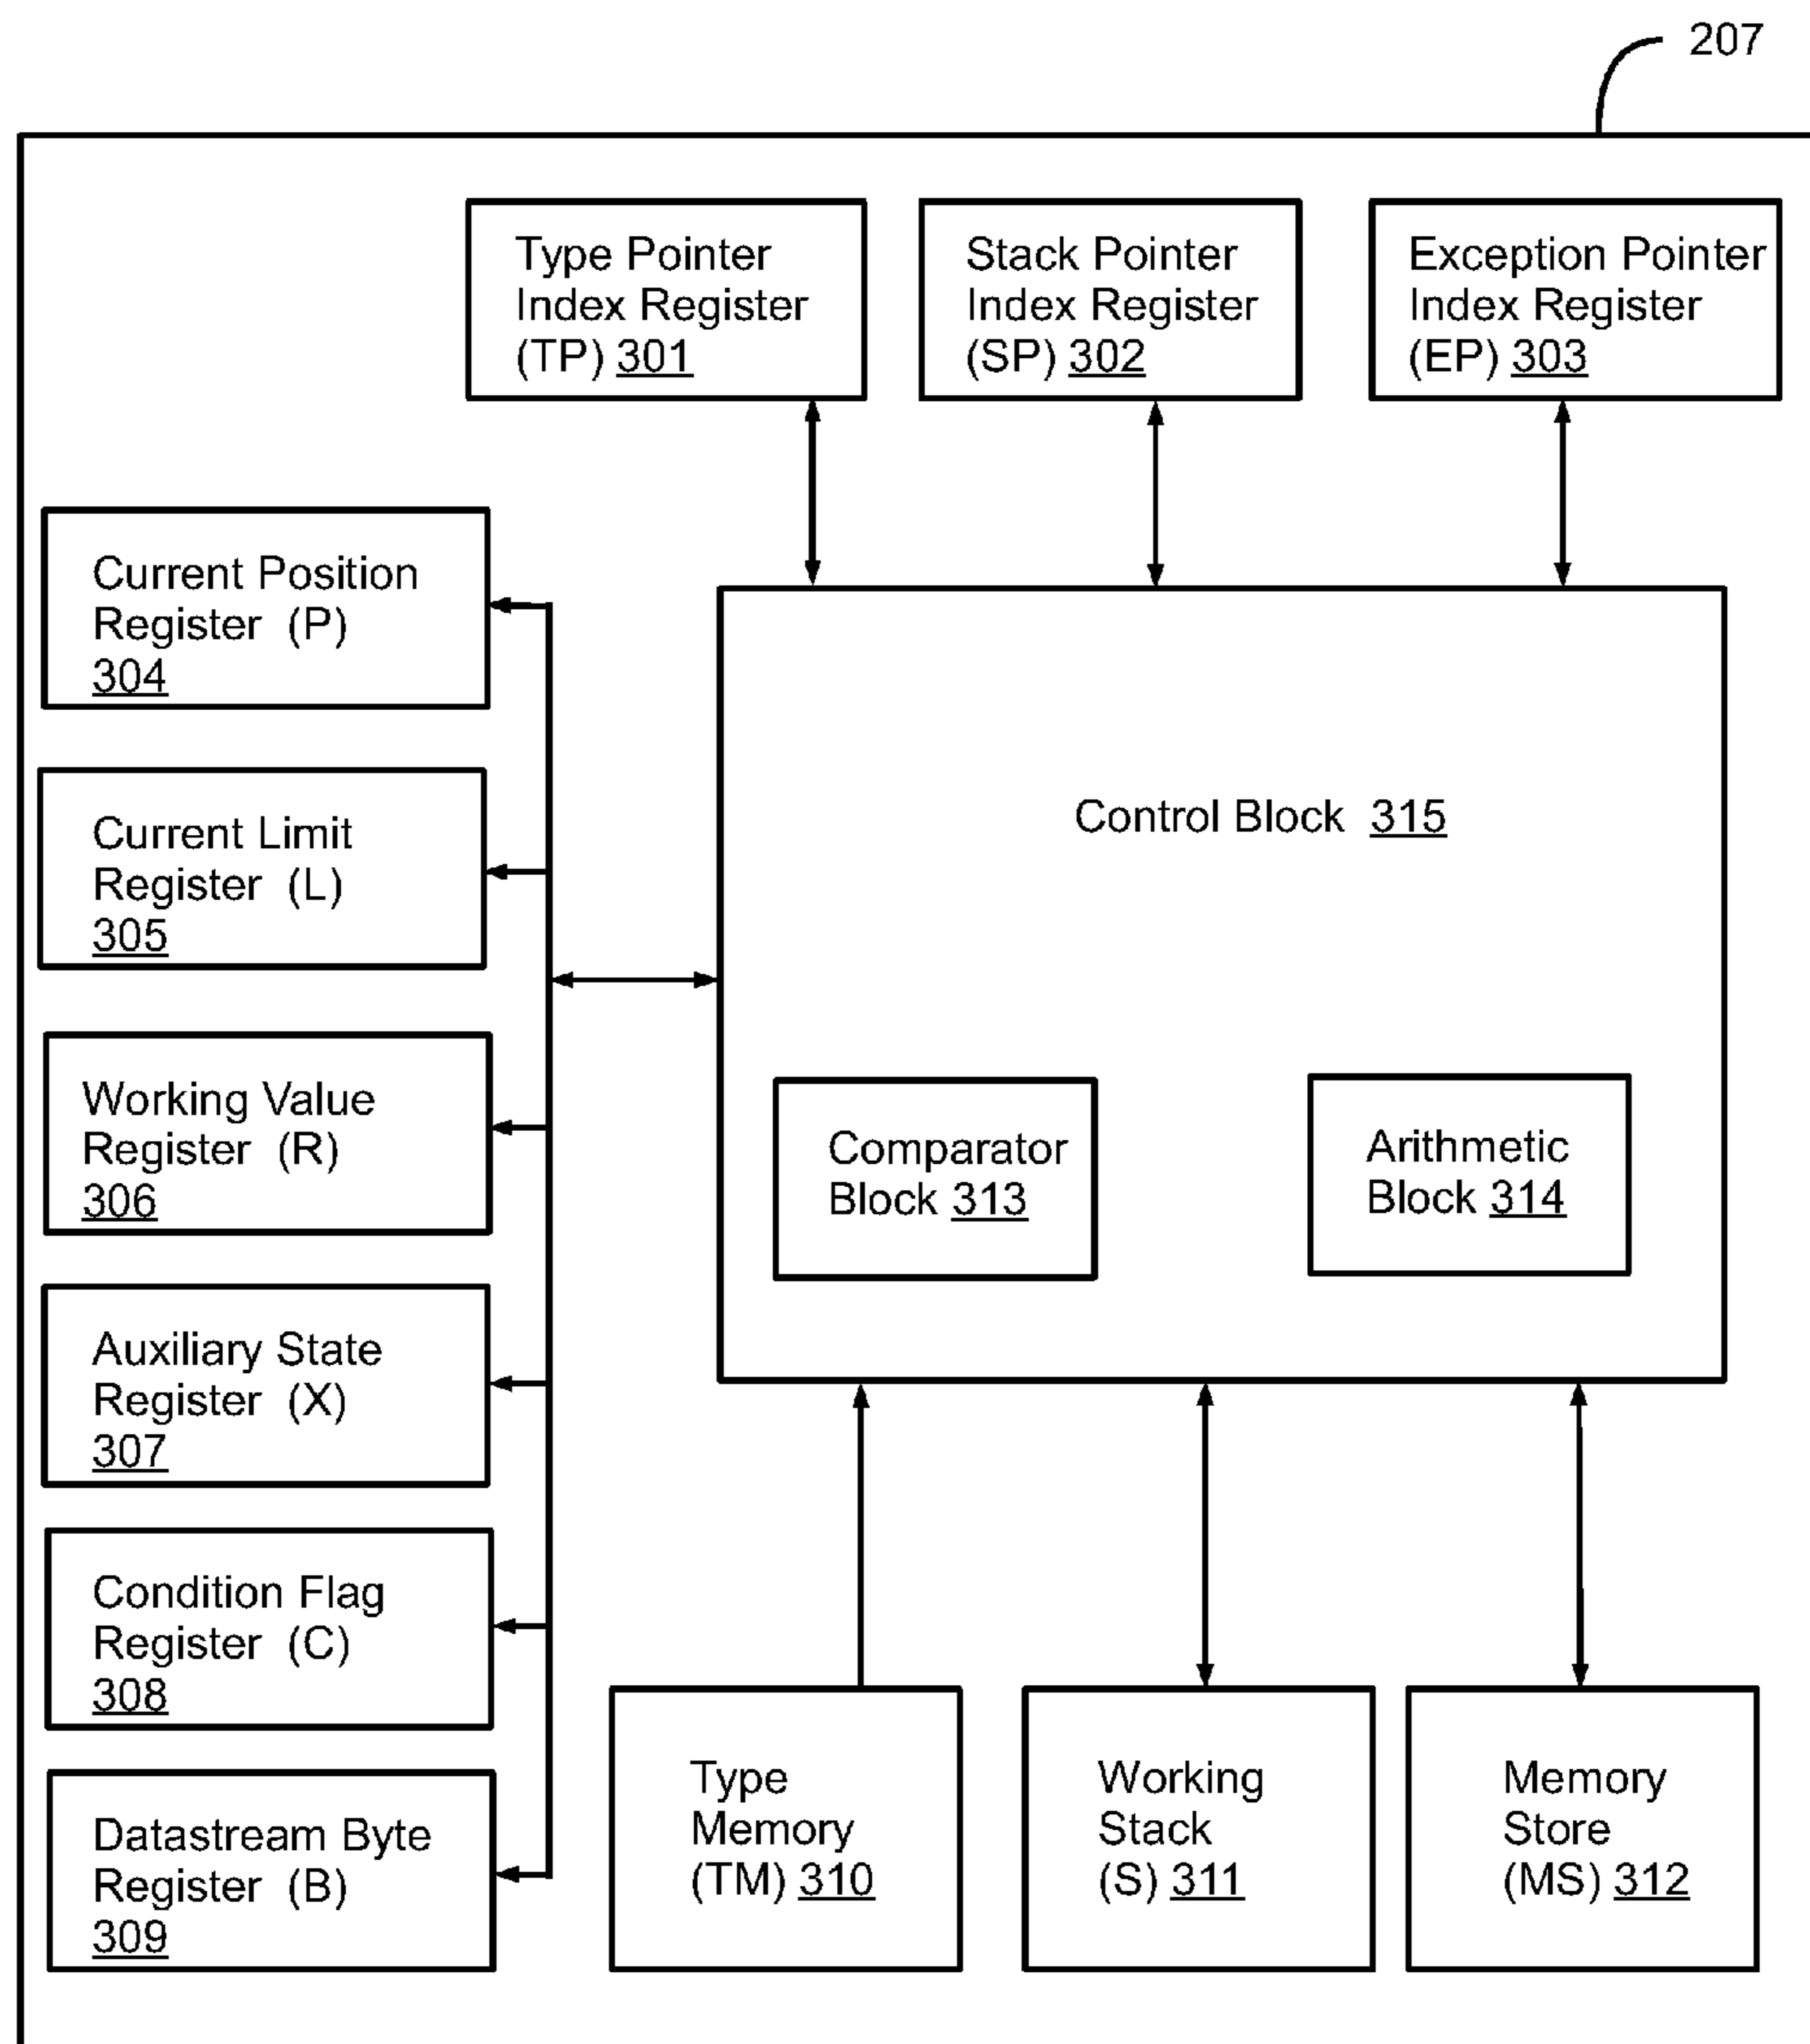 207
Type Pointer
Index Register
(TP) 301
Stack Pointer
Index Register
(SP) 302
Exception Pointer
Index Register
(EP) 303
Current Position
Register (P)
304
Current Limit
Register (L)
305
Working Value
Register (R)
306
Auxiliary State
Register (X)
307
Condition Flag
Register (C)
308
Datastream Byte
Register (B)
309
Control Block 315
Comparator
Block 313
Arithmetic
Block 314
Type
Memory
(TM) 310
Working
Stack
(S) 311
Memory
Store
(MS) 312